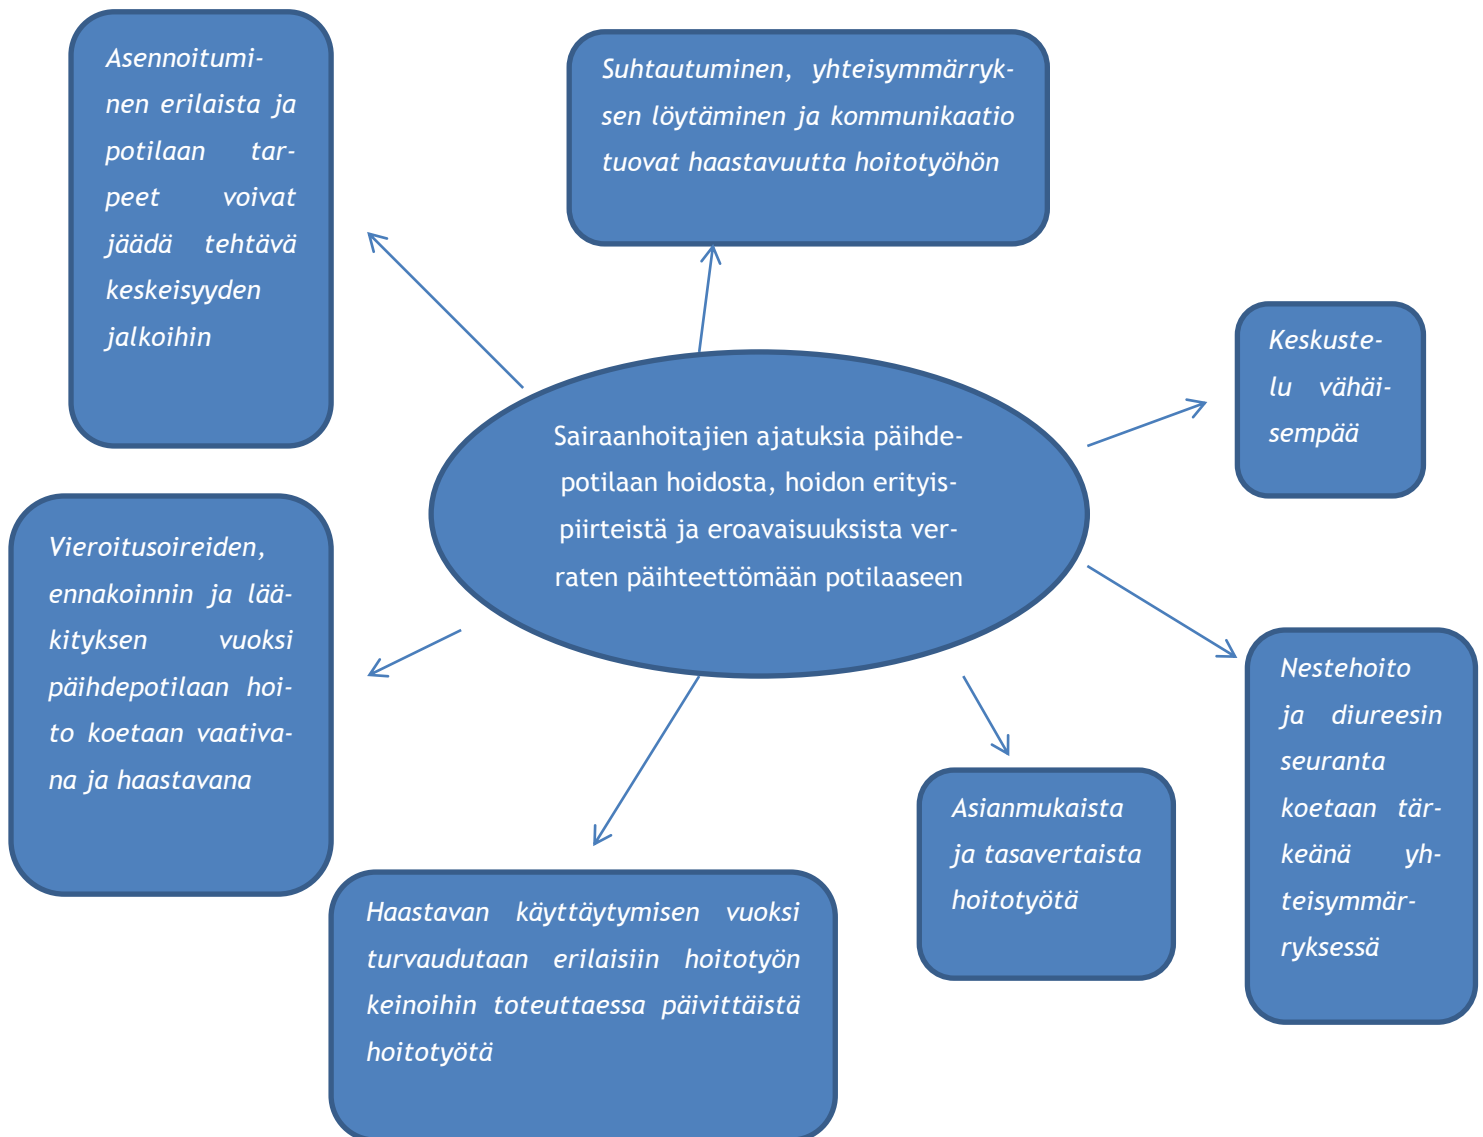 Asennoitumi-
nen erilaista ja
potilaan tar-
peet voivat
jäädä tehtävä
keskeisyyden
jalkoihin
Suhtautuminen, yhteisymmärryk-
sen löytäminen ja kommunikaatio
tuovat haastavuutta hoitotyöhön
Keskuste-
lu vähäi-
sempää
Sairaanhoitajien ajatuksia päihde-
potilaan hoidosta, hoidon erityis-
piirteistä ja eroavaisuuksista ver-
raten päihteettömään potilaaseen
Vieroitusoireiden,
ennakoinnin ja lää-
kityksen vuoksi
päihdepotilaan hoi-
to koetaan vaativa-
na ja haastavana
Nestehoito
ja diureesin
seuranta
koetaan tär-
keänä yh-
teisymmär-
ryksessä
Asianmukaista
ja tasavertaista
hoitotyötä
Haastavan käyttäytymisen vuoksi
turvaudutaan erilaisiin hoitotyön
keinoihin toteuttaessa päivittäistä
hoitotyötä